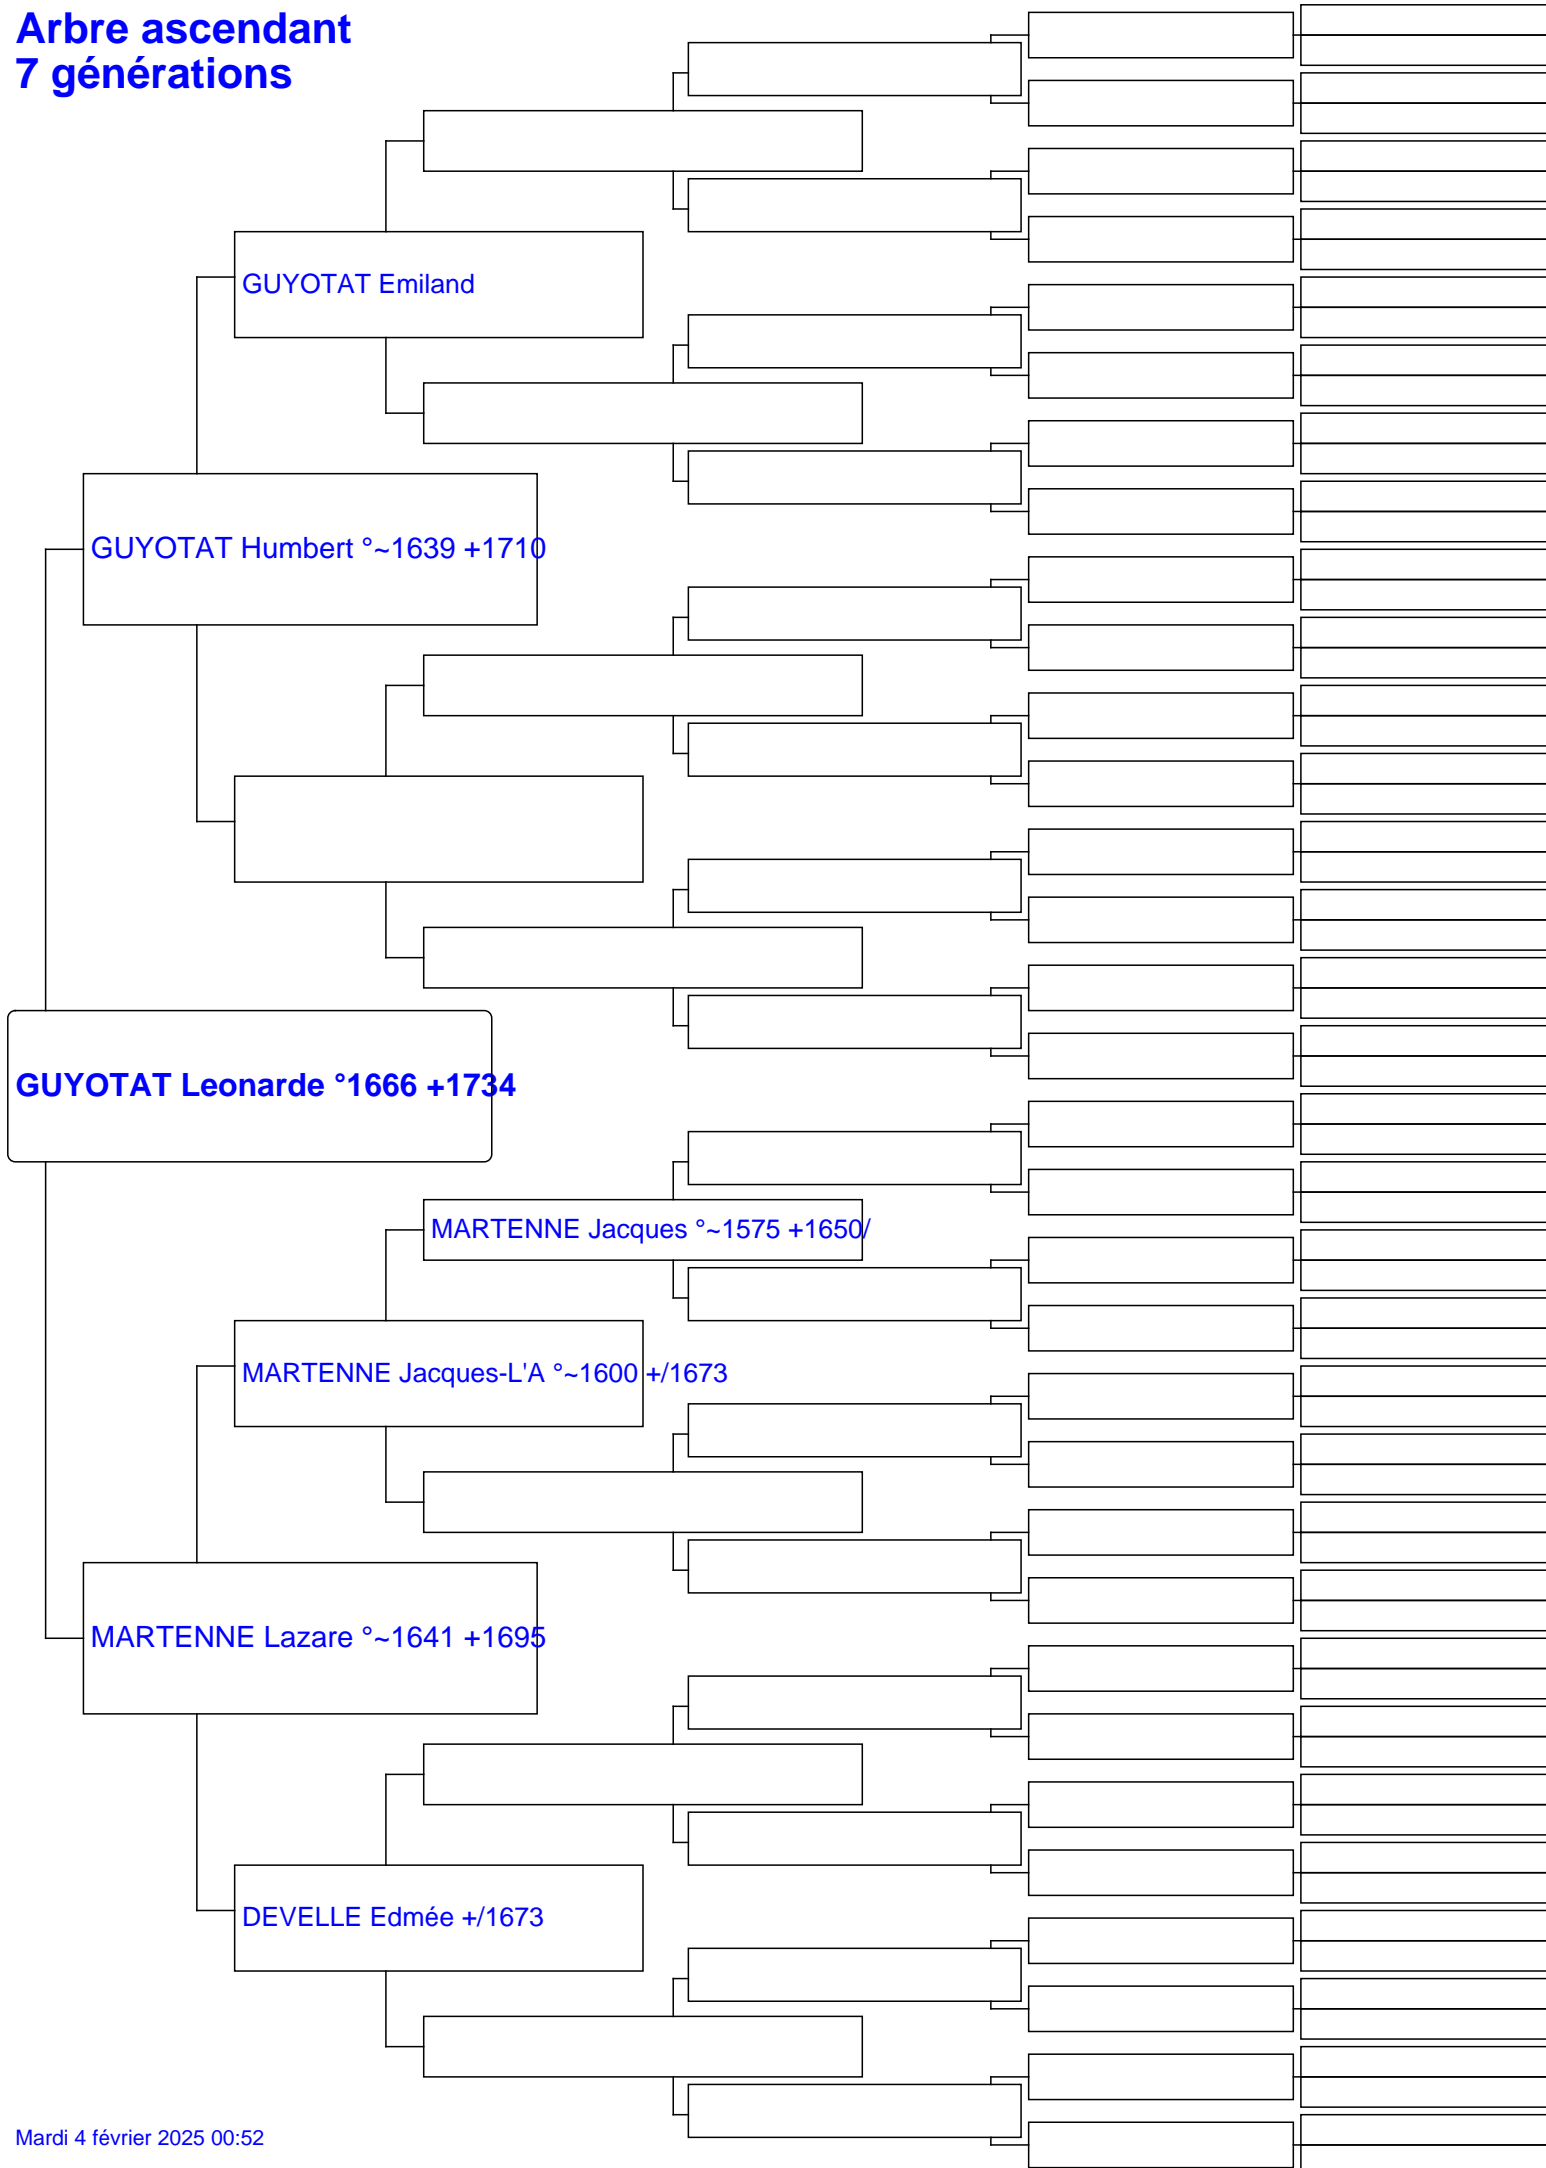 Arbre ascendant
7 générations
GUYOTAT Emiland
GUYOTAT Humbert °~1639 +1710
GUYOTAT Leonarde °1666 +1734
MARTENNE Jacques °~1575 +1650/
MARTENNE Jacques-L'A °~1600 +/1673
MARTENNE Lazare °~1641 +1695
DEVELLE Edmée +/1673
Mardi 4 février 2025 00:52